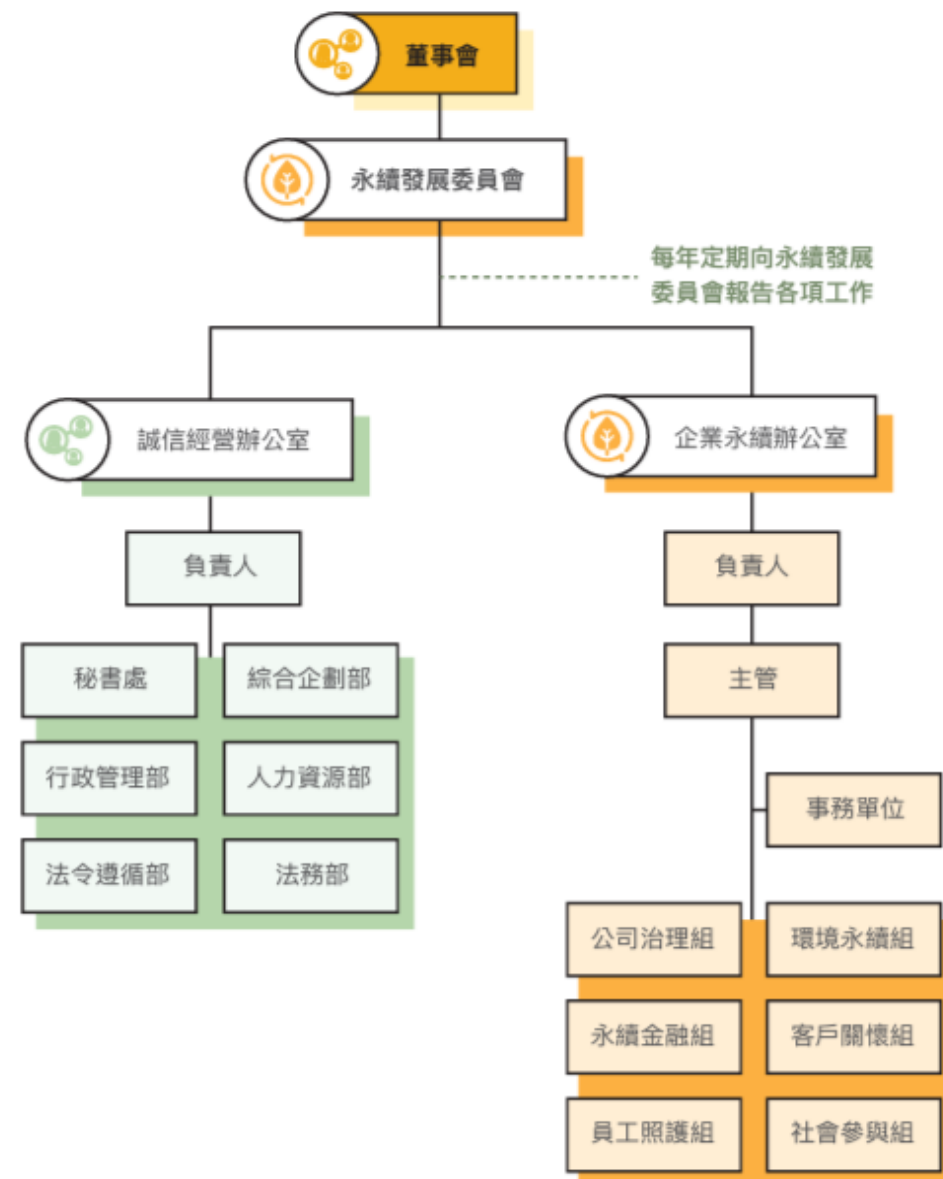 董事會
永續發展委員會
每年定期向永續發展
委員會報告各項工作
誠信經營辦公室
企業永續辦公室
負責人
負責人
秘書處
綜合企劃部
主管
行政管理部
人力資源部
事務單位
法令遵循部
法務部
公司治理組
環境永續組
永續金融組
客戶關懷組
員工照護組
社會參與組